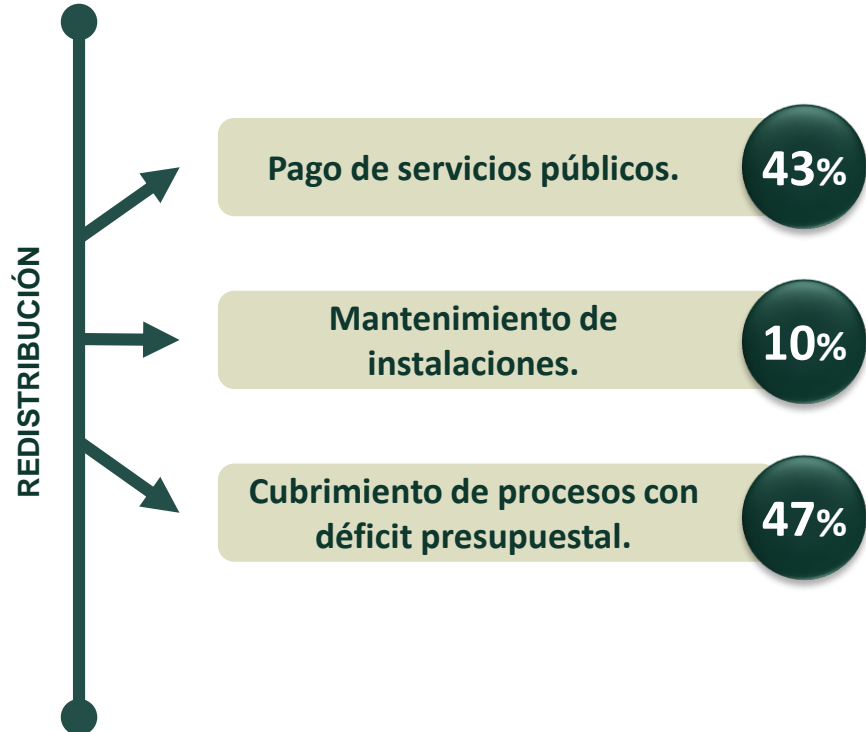 REDISTRIBUCIÓN
Pago de servicios públicos.
43%
Mantenimiento de
instalaciones.
10%
Cubrimiento de procesos con
déficit presupuestal.
47%